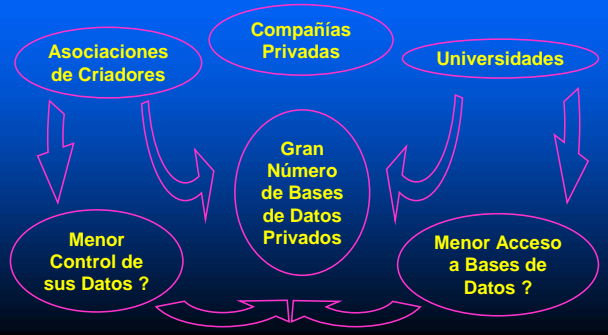 Asociaciones
de Criadores
Compañías
Privadas
Universidades
Gran
Número
de Bases
de Datos
Privados
Menor
Control de
sus Datos ?
Menor Acceso
a Bases de
Datos ?